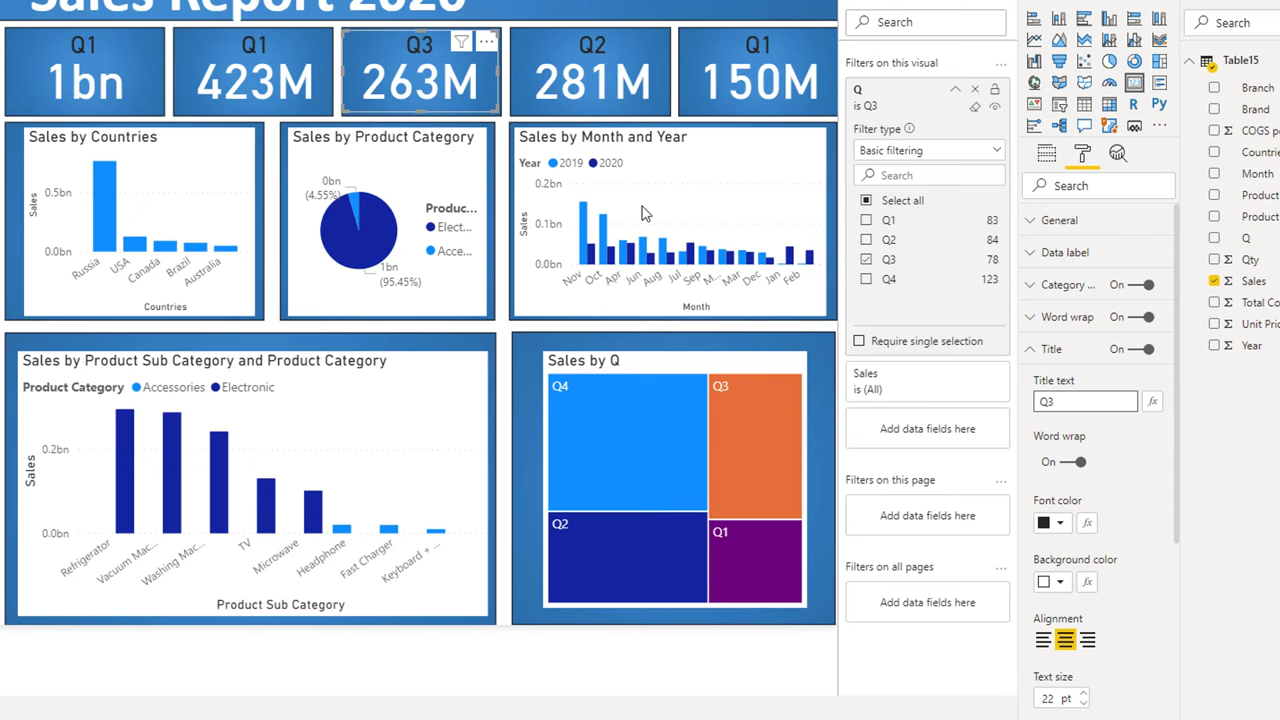 Sales Report 2020
Q1
1bn
Q1
423M
Q3
263M
Q2
281M
Q1
150M
Sales by Countries
0.5bn
0.0bn
Sales
Russia
USA
Canada
Brazil
Australia
Countries
Sales by Product Category
0bn
(4.55%)
1bn
(95.45%)
Produc...
Elect...
Acce...
Sales by Month and Year
Year 2019 2020
0.2bn
0.1bn
0.0bn
Sales
Nov
Oct
Apr
Jun
Aug
Jul
Sep
M...
Mar
Dec
Jan
Feb
Month
Sales by Product Sub Category and Product Category
Product Category Accessories Electronic
0.2bn
0.0bn
Sales
Refrigerator
Vacuum Mac...
Washing Mac...
TV
Microwave
Headphone
Fast Charger
Keyboard + ...
Product Sub Category
Sales by Q
Q4
Q3
Q2
Q1
Search
Filters on this visual
Q
is Q3
Filter type
Basic filtering
Search
Select all
Q1 83
Q2 84
Q3 78
Q4 123
Require single selection
Sales
is (All)
Add data fields here
Filters on this page
Add data fields here
Filters on all pages
Add data fields here
R
Py
Search
General
Data label
Category ... On
Word wrap On
Title On
Title text
Q3
fx
Word wrap
On
Font color
fx
Background color
fx
Alignment
Text size
22 pt
Search
Table15
Branch
Brand
COGS p
Countri
Month
Product
Product
Q
Qty
Sales
Total Co
Unit Pri
Year